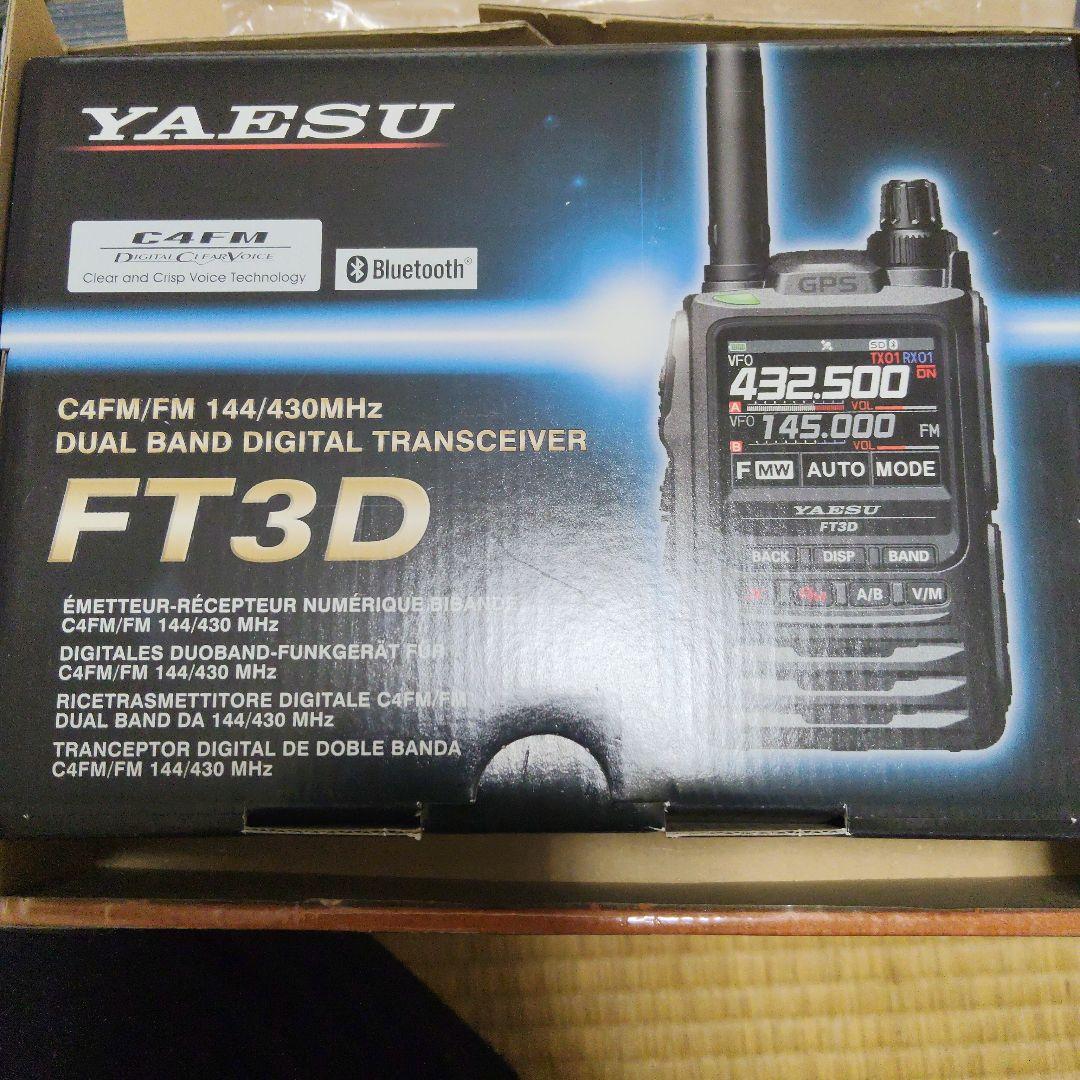 YAESU
C4FM
DIGITAL CLEAR VOICE
Clear and Crisp Voice Technology
Bluetooth®
C4FM/FM 144/430MHz
DUAL BAND DIGITAL TRANSCEIVER
FT3D
ÉMETTEUR-RÉCEPTEUR NUMÉRIQUE BIBANDE
C4FM/FM 144/430 MHz
DIGITALES DUOBAND-FUNKGERÄT FÜR
C4FM/FM 144/430 MHz
RICETRASMETTITORE DIGITALE C4FM/FM
DUAL BAND DA 144/430 MHz
TRANCEPTOR DIGITAL DE DOBLE BANDA
C4FM/FM 144/430 MHz
GPS
SD
VFO TX01 RX01
432.500 DN
A VOL
VFO 145.000 FM
B VOL
F MW AUTO MODE
YAESU
FT3D
BACK DISP BAND
A/B V/M